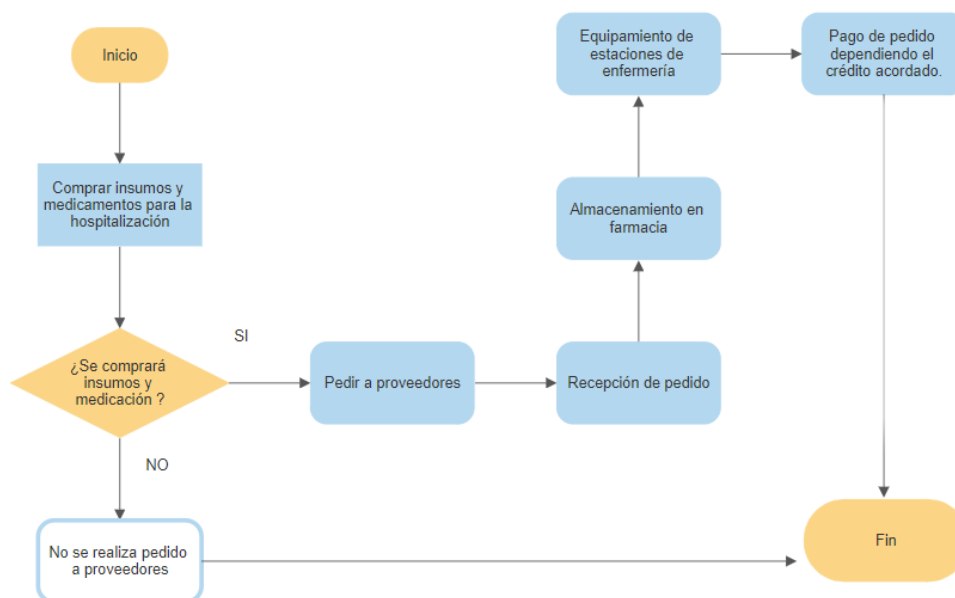 Inicio
Comprar insumos y
medicamentos para la
hospitalización
¿Se comprará
insumos y
medicación ?
SI
Pedir a proveedores
Recepción de pedido
Almacenamiento en
farmacia
Equipamiento de
estaciones de
enfermería
Pago de pedido
dependiendo el
crédito acordado.
NO
No se realiza pedido
a proveedores
Fin